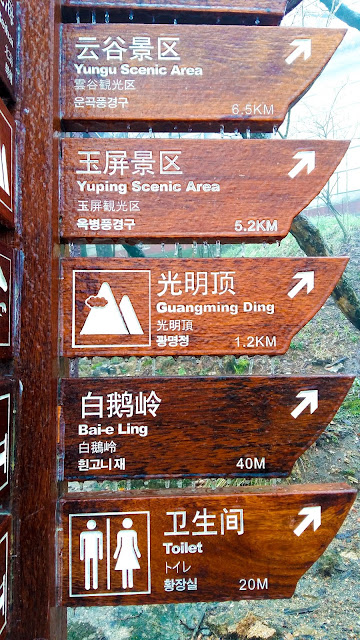 云谷景区
Yungu Scenic Area
雲谷観光区
운곡풍경구
6.5KM
玉屏景区
Yuping Scenic Area
玉屏観光区
옥병풍경구
5.2KM
光明顶
Guangming Ding
光明頂
황명정
1.2KM
白鹅岭
Bai-e Ling
白鵝岭
흰고니재
40M
卫生间
Toilet
トイレ
황장실
20M